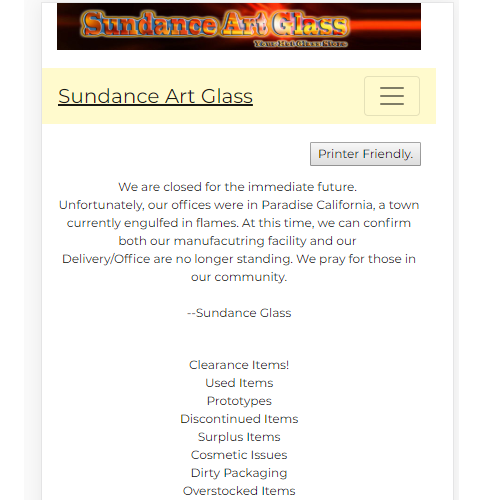 Sundance Art Glass
Your Hot Glass Store
Sundance Art Glass
Printer Friendly.
We are closed for the immediate future.
Unfortunately, our offices were in Paradise California, a town
currently engulfed in flames. At this time, we can confirm
both our manufacutring facility and our
Delivery/Office are no longer standing. We pray for those in
our community.
--Sundance Glass
Clearance Items!
Used Items
Prototypes
Discontinued Items
Surplus Items
Cosmetic Issues
Dirty Packaging
Overstocked Items